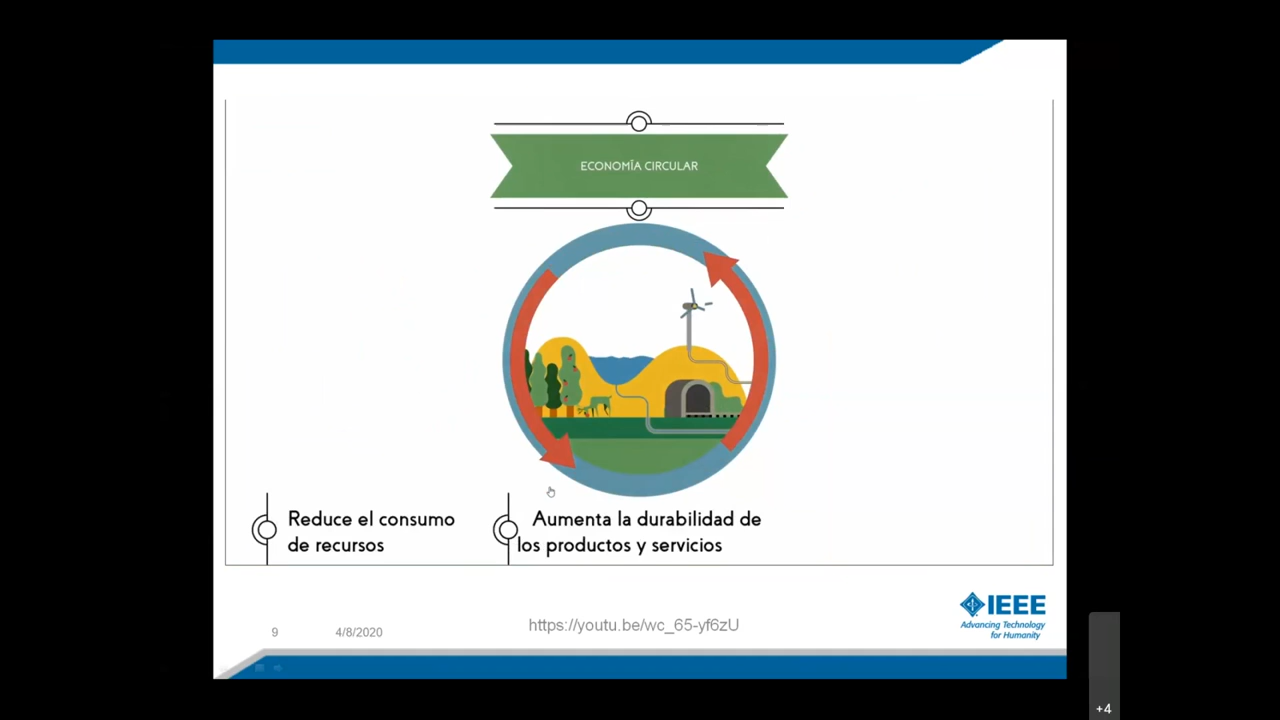 ECONOMÍA CIRCULAR
Reduce el consumo
de recursos
Aumenta la durabilidad de
los productos y servicios
IEEE
Advancing Technology
for Humanity
9
4/8/2020
https://youtu.be/wc_65-yf6zU
+4